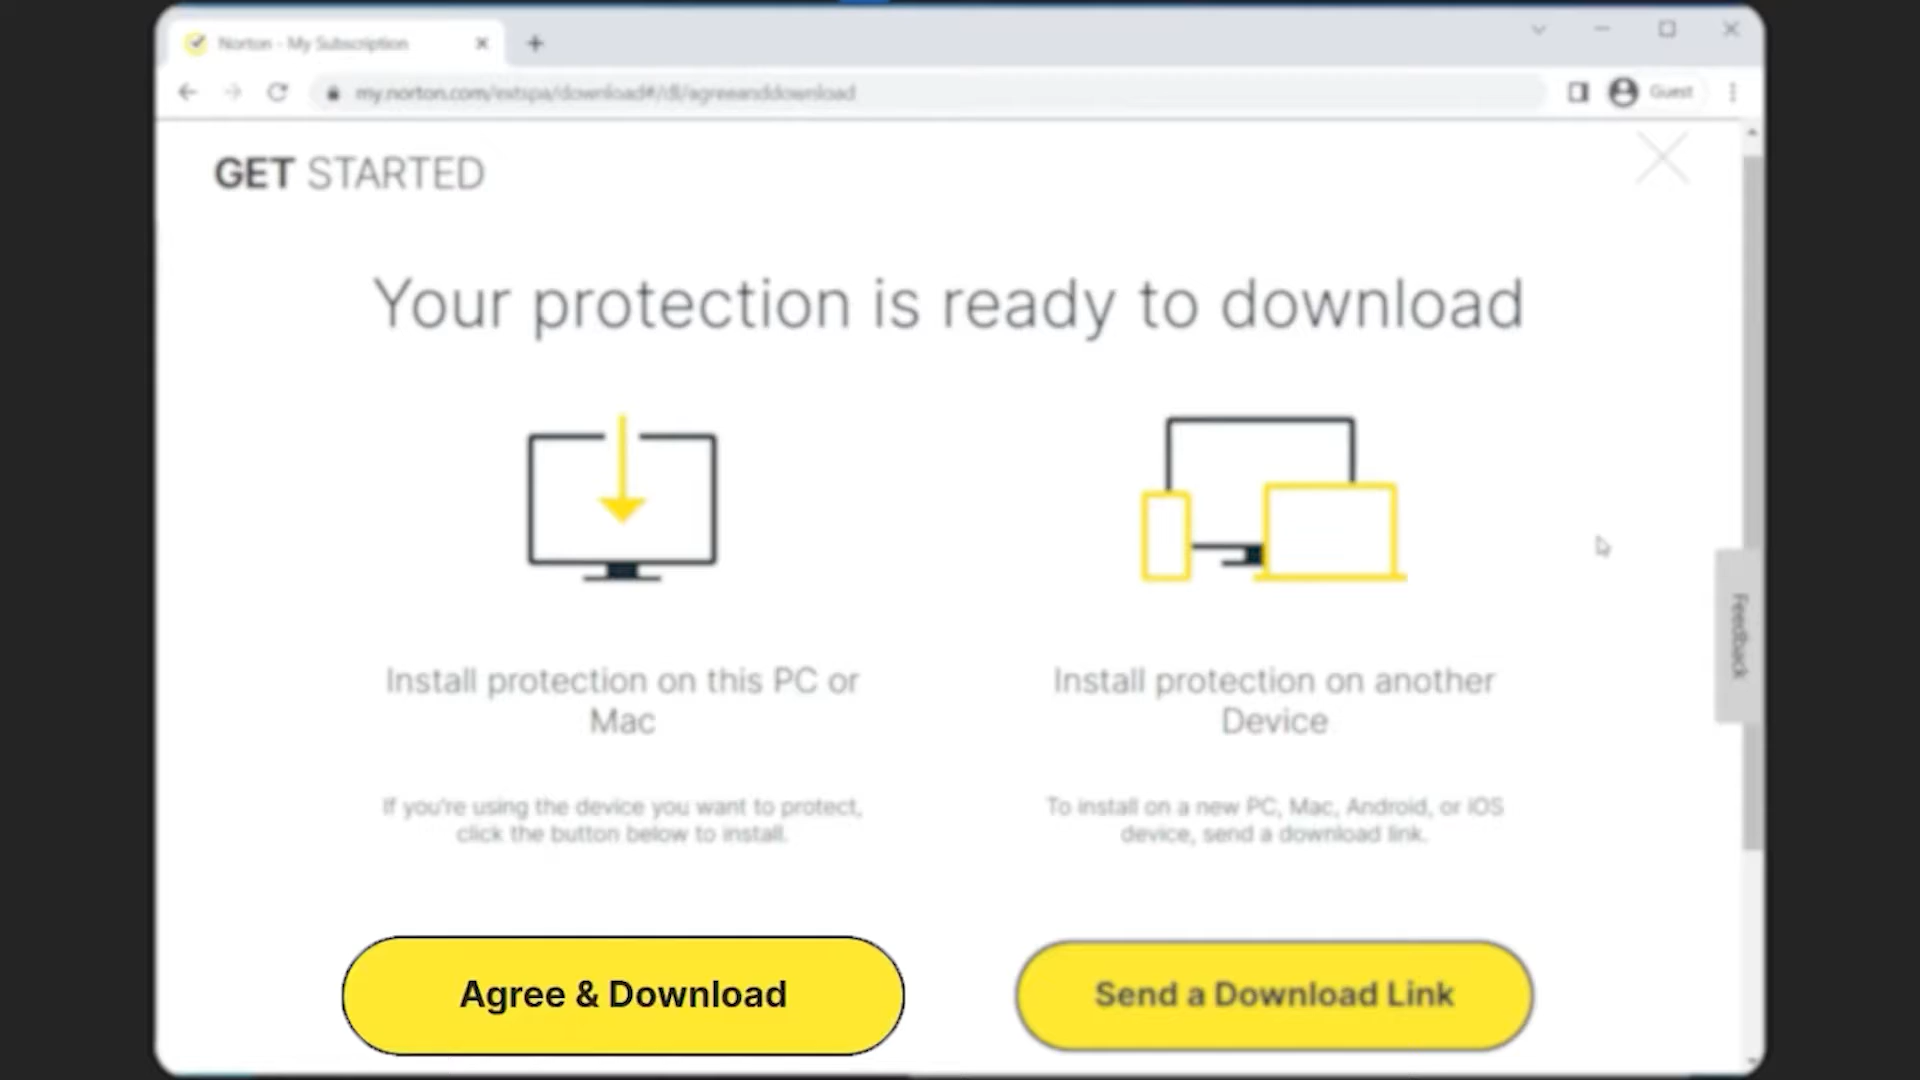 Norton - My Subscription
my.norton.com/extspa/download#/dl/agreeanddownload
Guest
GET STARTED
Your protection is ready to download
Install protection on this PC or
Mac
If you're using the device you want to protect,
click the button below to install.
Agree & Download
Install protection on another
Device
To install on a new PC, Mac, Android, or iOS
device, send a download link.
Send a Download Link
Feedback